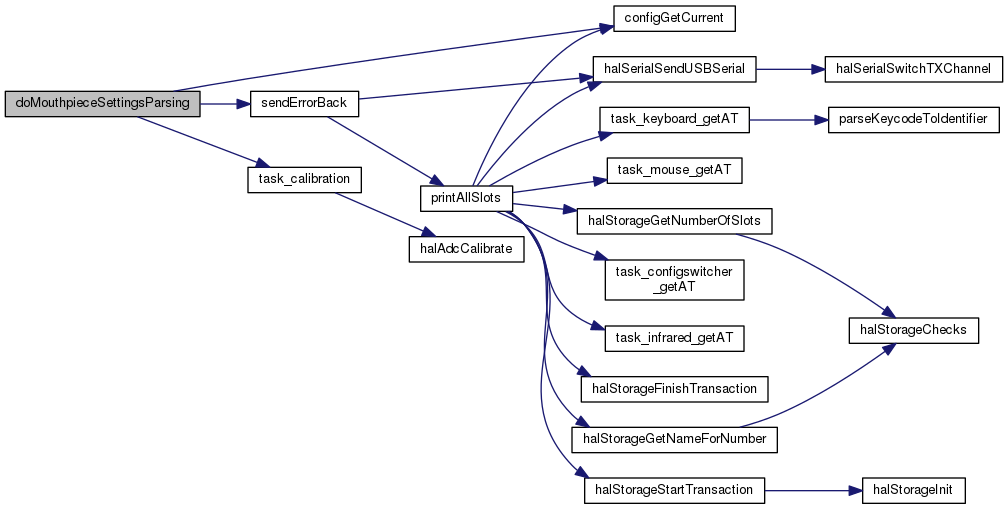 configGetCurrent
halSerialSendUSBSerial
halSerialSwitchTXChannel
doMouthpieceSettingsParsing
sendErrorBack
task_keyboard_getAT
parseKeycodeToIdentifier
task_mouse_getAT
task_calibration
printAllSlots
halStorageGetNumberOfSlots
halAdcCalibrate
task_configswitcher
_getAT
task_infrared_getAT
halStorageChecks
halStorageFinishTransaction
halStorageGetNameForNumber
halStorageStartTransaction
halStorageInit